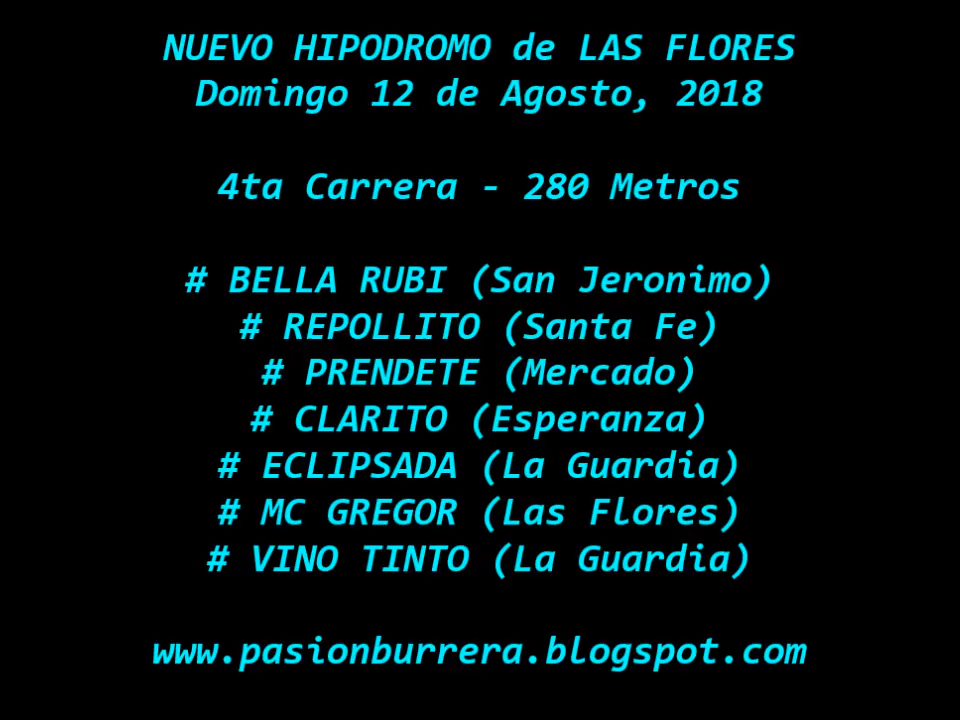 NUEVO HIPODROMO de LAS FLORES
Domingo 12 de Agosto, 2018
4ta Carrera - 280 Metros
# BELLA RUBI (San Jeronimo)
# REPOLLITO (Santa Fe)
# PRENDETE (Mercado)
# CLARITO (Esperanza)
# ECLIPSADA (La Guardia)
# MC GREGOR (Las Flores)
# VINO TINTO (La Guardia)
www.pasionburrera.blogspot.com